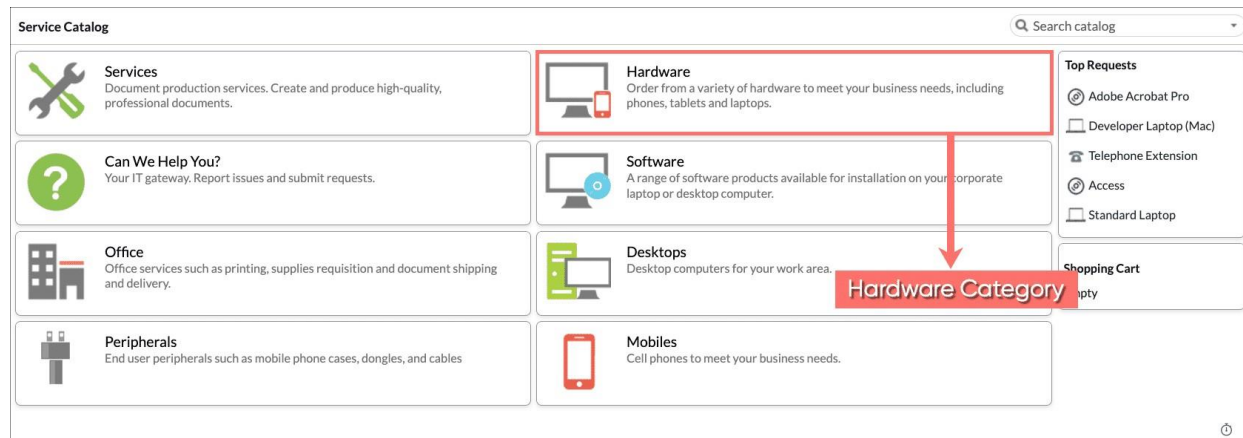 Service Catalog
Search catalog
Services
Document production services. Create and produce high-quality,
professional documents.
Hardware
Order from a variety of hardware to meet your business needs, including
phones, tablets and laptops.
Can We Help You?
Your IT gateway. Report issues and submit requests.
Software
A range of software products available for installation on your corporate
laptop or desktop computer.
Office
Office services such as printing, supplies requisition and document shipping
and delivery.
Desktops
Desktop computers for your work area.
Hardware Category
Peripherals
End user peripherals such as mobile phone cases, dongles, and cables
Mobiles
Cell phones to meet your business needs.
Top Requests
Adobe Acrobat Pro
Developer Laptop (Mac)
Telephone Extension
Access
Standard Laptop
Shopping Cart